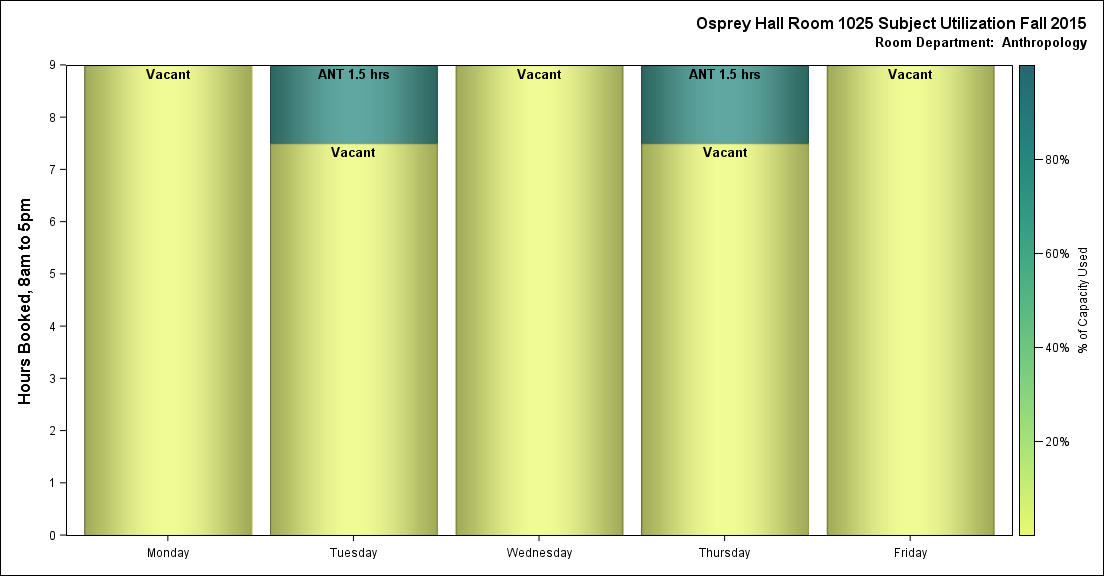 Osprey Hall Room 1025 Subject Utilization Fall 2015
Room Department: Anthropology
Hours Booked, 8am to 5pm
9
8
7
6
5
4
3
2
1
0
Vacant
ANT 1.5 hrs
Vacant
ANT 1.5 hrs
Vacant
Vacant
Vacant
Monday
Tuesday
Wednesday
Thursday
Friday
80%
60%
40%
20%
% of Capacity Used